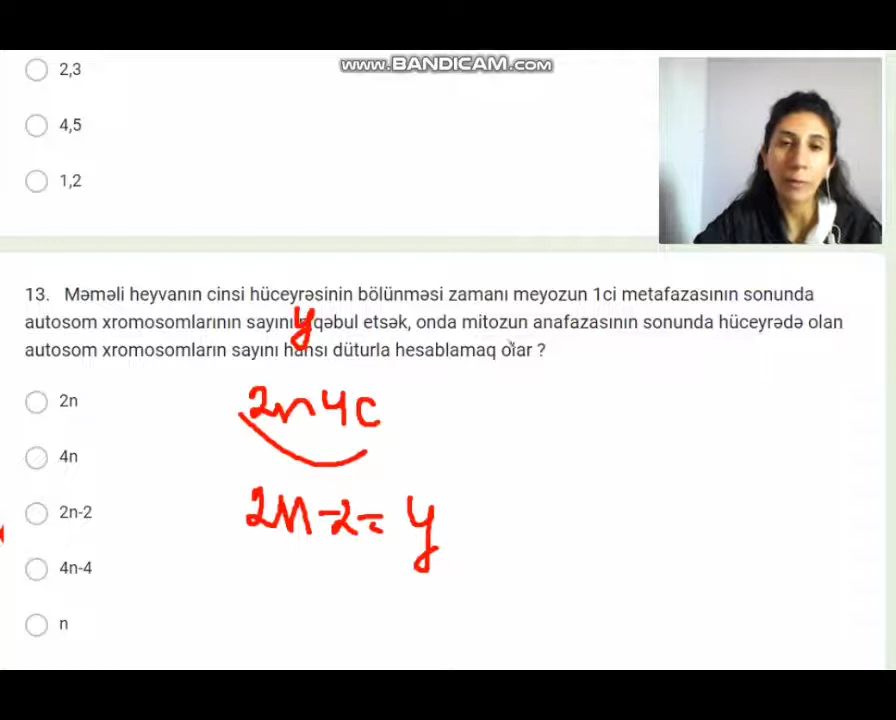 www.BANDICAM.com
2,3
4,5
1,2
13. Məməli heyvanın cinsi hüceyrəsinin bölünməsi zamanı meyozun 1ci metafazasının sonunda
autosom xromosomlarının sayını y qəbul etsək, onda mitozun anafazasının sonunda hüceyrədə olan
autosom xromosomların sayını hansı düturla hesablamaq olar ?
2n
4n
2n-2
4n-4
n
2n4c
2n-2= y